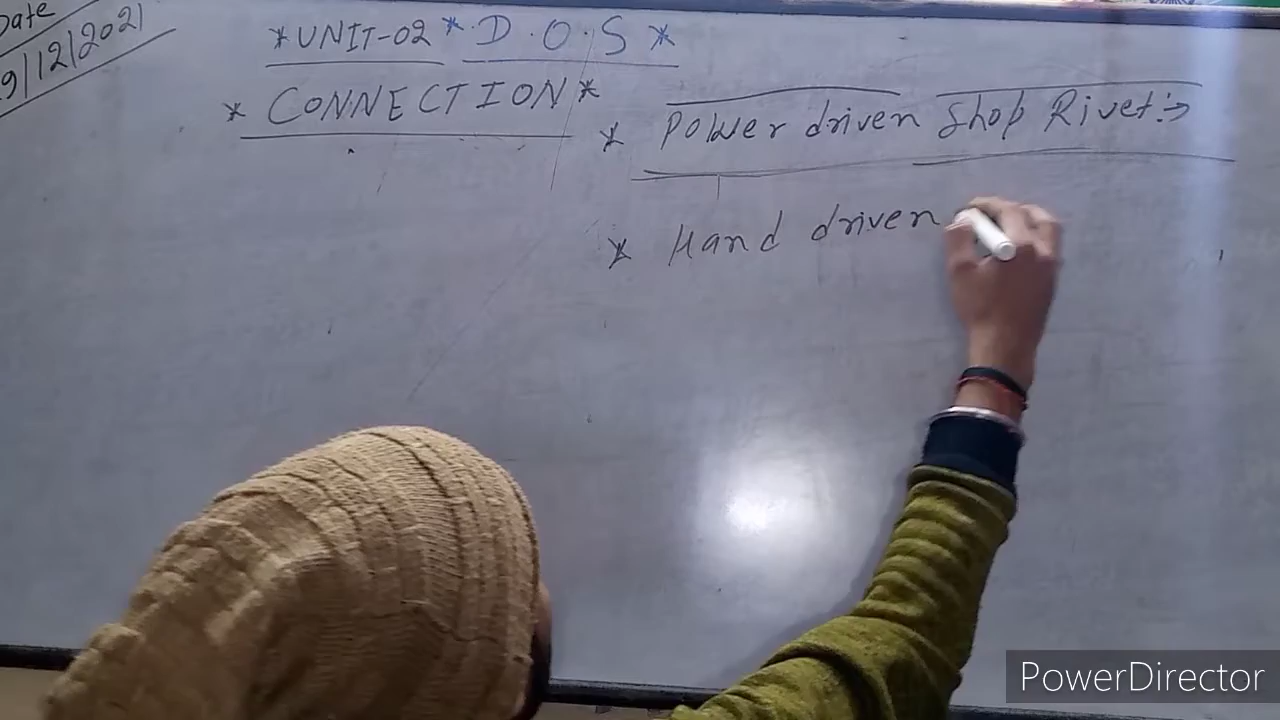 Date
9/12/2021
*UNIT-02 * D.O.S *
* CONNECTION *
* Power driven Shop Rivet:->
* Hand driven
PowerDirector